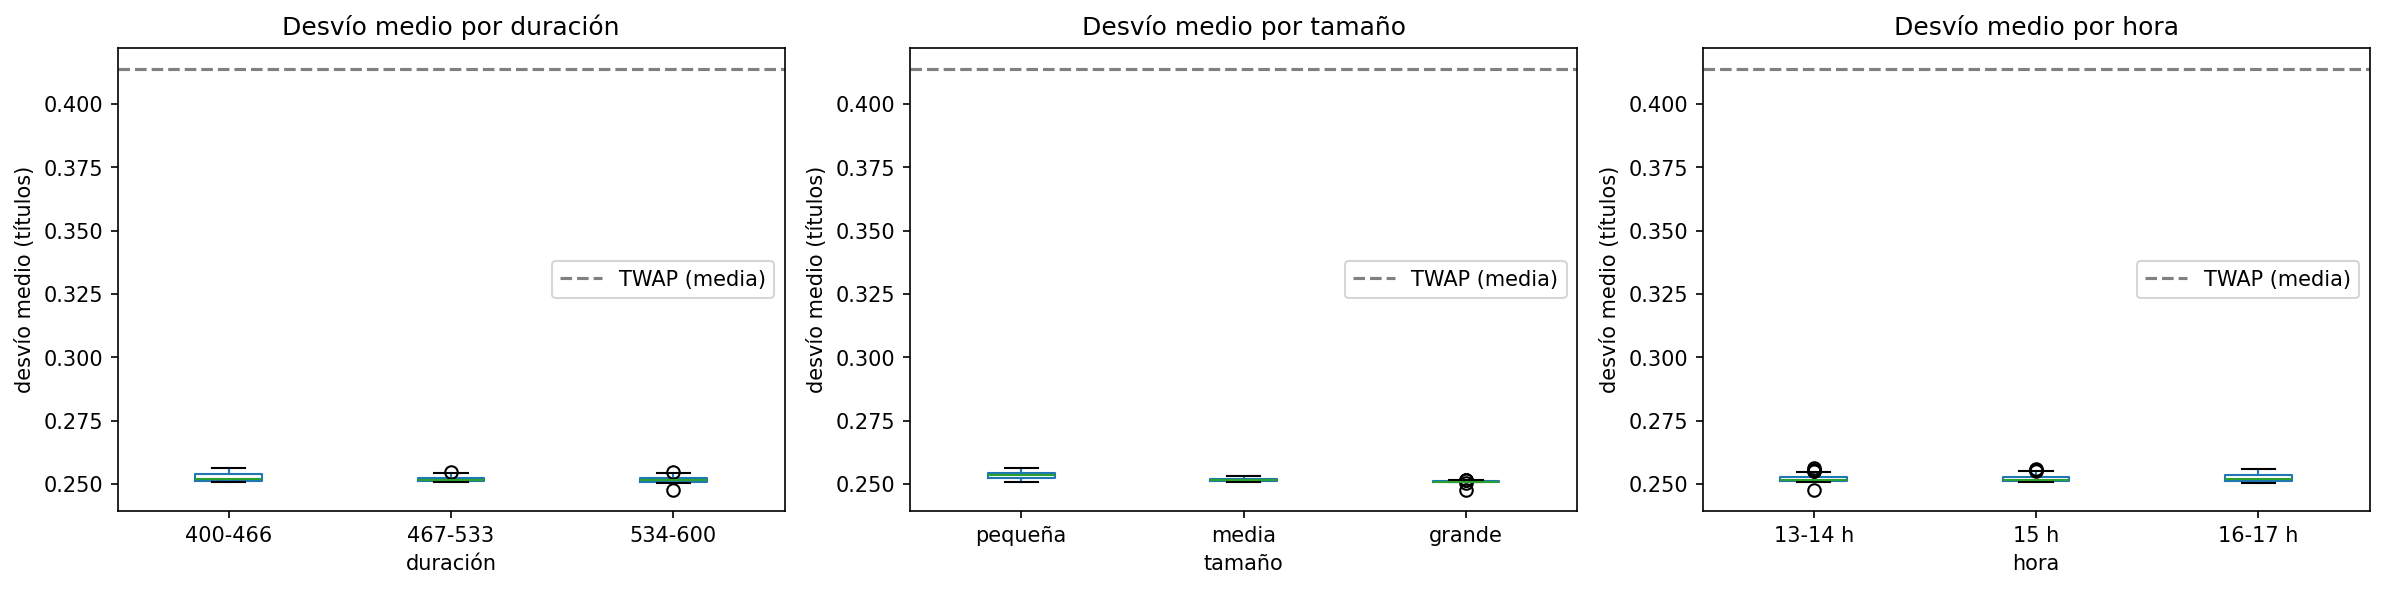 Desvío medio por duración
desvío medio (títulos)
0.400
0.375
0.350
0.325
0.300
0.275
0.250
TWAP (media)
400-466
467-533
534-600
duración
Desvío medio por tamaño
desvío medio (títulos)
0.400
0.375
0.350
0.325
0.300
0.275
0.250
TWAP (media)
pequeña
media
grande
tamaño
Desvío medio por hora
desvío medio (títulos)
0.400
0.375
0.350
0.325
0.300
0.275
0.250
TWAP (media)
13-14 h
15 h
16-17 h
hora